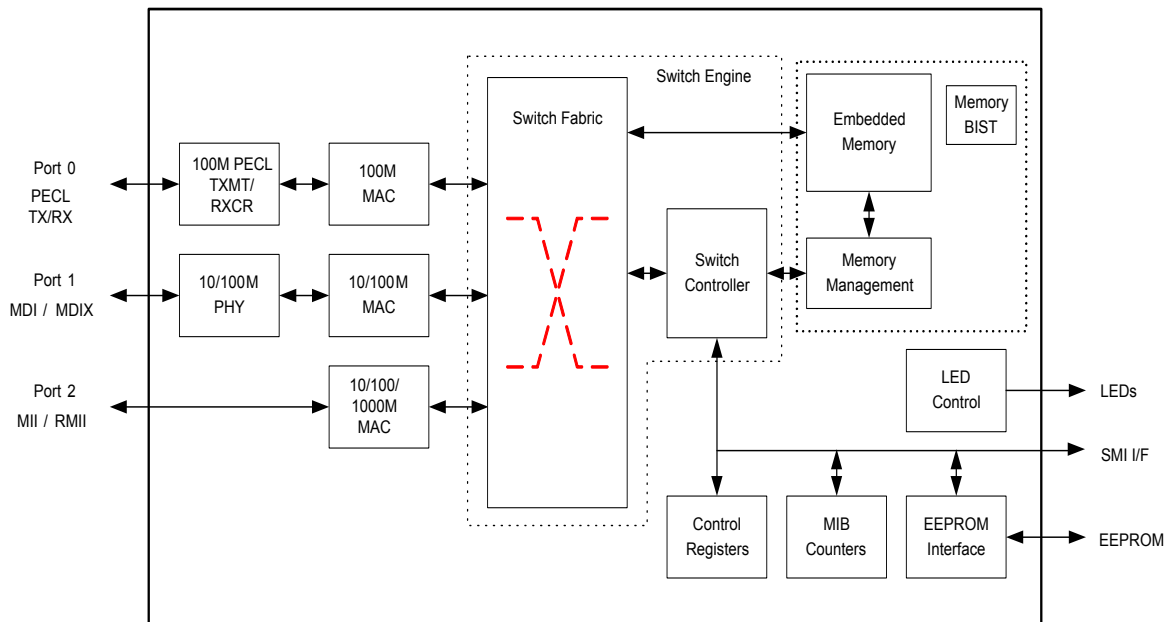 Switch Engine
Switch Fabric
Embedded
Memory
Memory
BIST
Port 0
PECL
TX/RX
100M PECL
TXMT/
RXCR
100M
MAC
Port 1
MDI / MDIX
10/100M
PHY
10/100M
MAC
Switch
Controller
Memory
Management
Port 2
MII / RMII
10/100/
1000M
MAC
LED
Control
LEDs
SMI I/F
Control
Registers
MIB
Counters
EEPROM
Interface
EEPROM